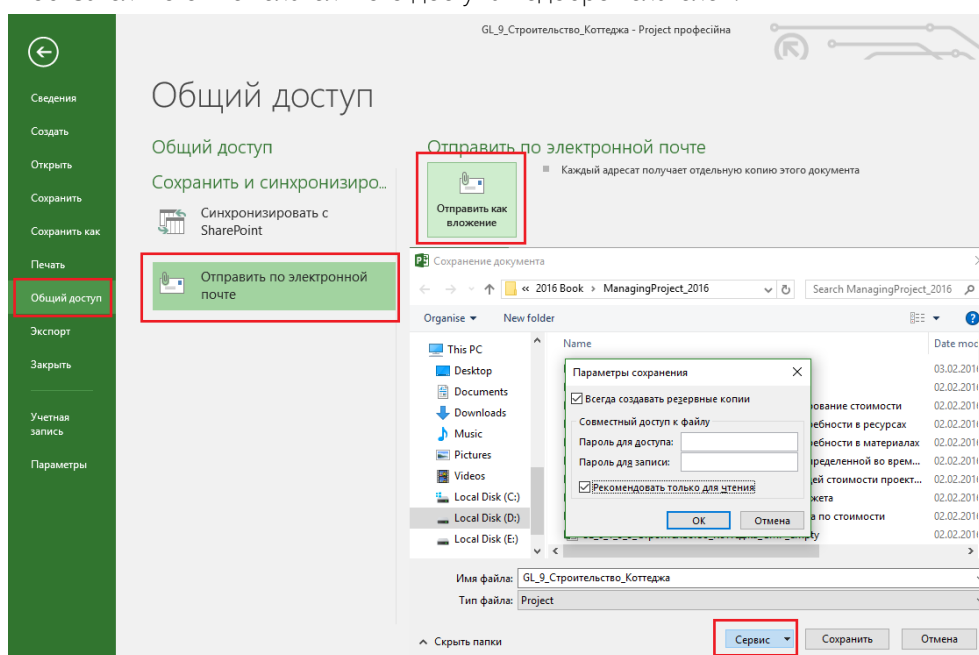 GL_9_Строительство_Коттеджа - Project професійна
Сведения
Создать
Открыть
Сохранить
Сохранить как
Печать
Общий доступ
Экспорт
Закрыть
Учетная
запись
Параметры
Общий доступ
Общий доступ
Сохранить и синхронизиро...
Синхронизировать с
SharePoint
Отправить по электронной
почте
Отправить по электронной почте
Отправить как
вложение
Каждый адресат получает отдельную копию этого документа
Сохранение документа
« 2016 Book › ManagingProject_2016
Search ManagingProject_2016
Organise
New folder
This PC
Desktop
Documents
Downloads
Music
Pictures
Videos
Local Disk (C:)
Local Disk (D:)
Local Disk (E:)
Name
Date mod
03.02.2016
02.02.2016
ование стоимости 02.02.2016
ебности в ресурсах 02.02.2016
ебности в материалах 02.02.2016
пределенной во врем... 02.02.2016
ей стоимости проект... 02.02.2016
жета 02.02.2016
а по стоимости 02.02.2016
02.02.2016
Параметры сохранения
Всегда создавать резервные копии
Совместный доступ к файлу
Пароль для доступа:
Пароль для записи:
Рекомендовать только для чтения
ОК
Отмена
Имя файла: GL_9_Строительство_Коттеджа
Тип файла: Project
Скрыть папки
Сервис
Сохранить
Отмена